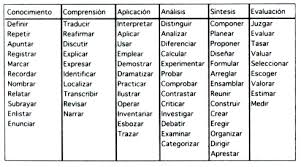 Conocimiento Comprensión Aplicación Análisis Síntesis Evaluación
Definir Traducir Interpretar Distinguir Componer Juzgar
Repetir Reafirmar Aplicar Analizar Planear Evaluar
Apuntar Discutir Usar Diferenciar Proponer Tasar
Registrar Explicar Emplear Calcular Diseñar Valuar
Marcar Expresar Demostrar Experimentar Formular Seleccionar
Recordar Identificar Dramatizar Probar Arreglar Escoger
Nombrar Localizar Practicar Comparar Ensamblar Valorar
Relatar Transcribir Ilustrar Contrastar Reunir Estimar
Subrayar Revisar Operar Criticar Construir Medir
Enlistar Narrar Inventariar Investigar Crear
Enunciar Esbozar Debatir Eregir
Trazar Examinar Organizar
Categorizar Dirigir
Aprestar